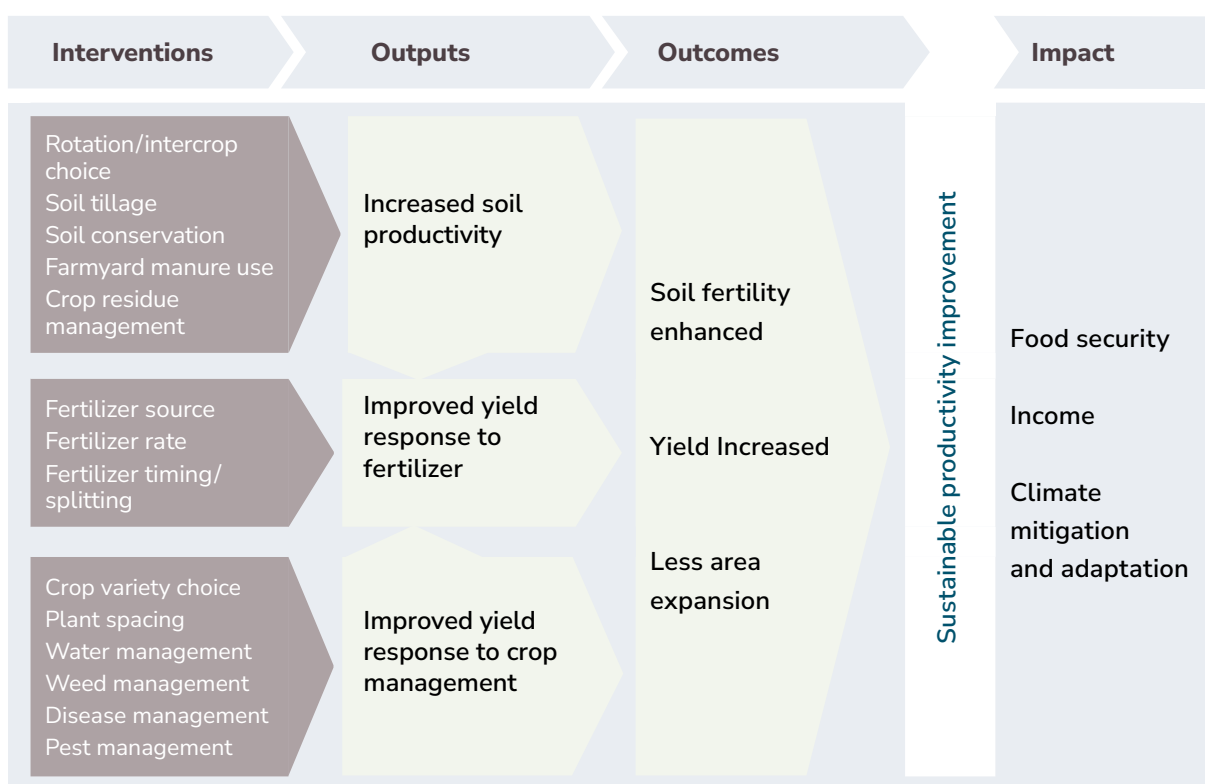 Interventions
Outputs
Outcomes
Impact
Rotation/intercrop
choice
Soil tillage
Soil conservation
Farmyard manure use
Crop residue
management
Fertilizer source
Fertilizer rate
Fertilizer timing/
splitting
Crop variety choice
Plant spacing
Water management
Weed management
Disease management
Pest management
Increased soil
productivity
Improved yield
response to
fertilizer
Improved yield
response to crop
management
Soil fertility
enhanced
Yield Increased
Less area
expansion
Sustainable productivity improvement
Food security
Income
Climate
mitigation
and adaptation